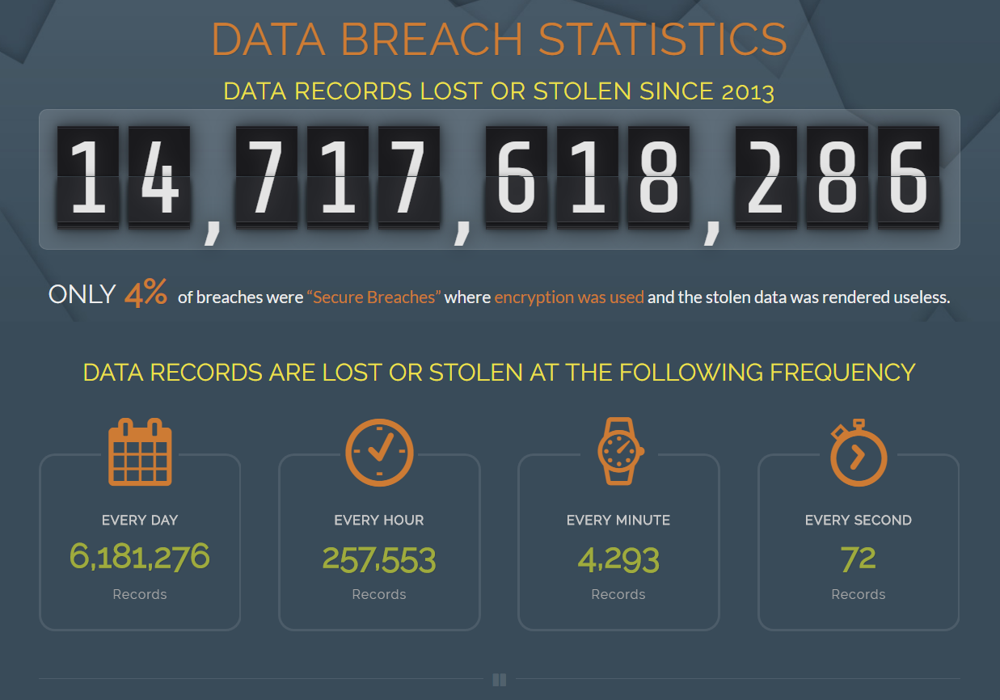 DATA BREACH STATISTICS
DATA RECORDS LOST OR STOLEN SINCE 2013
14,717,618,286
ONLY 4% of breaches were “Secure Breaches” where encryption was used and the stolen data was rendered useless.
DATA RECORDS ARE LOST OR STOLEN AT THE FOLLOWING FREQUENCY
EVERY DAY
6,181,276
Records
EVERY HOUR
257,553
Records
EVERY MINUTE
4,293
Records
EVERY SECOND
72
Records